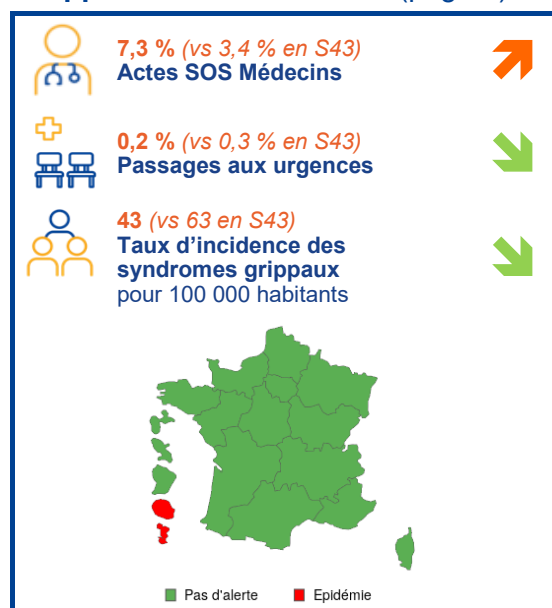 7,3 % (vs 3,4 % en S43)
Actes SOS Médecins
0,2 % (vs 0,3 % en S43)
Passages aux urgences
43 (vs 63 en S43)
Taux d'incidence des
syndromes grippaux
pour 100 000 habitants
Pas d'alerte
Epidémie